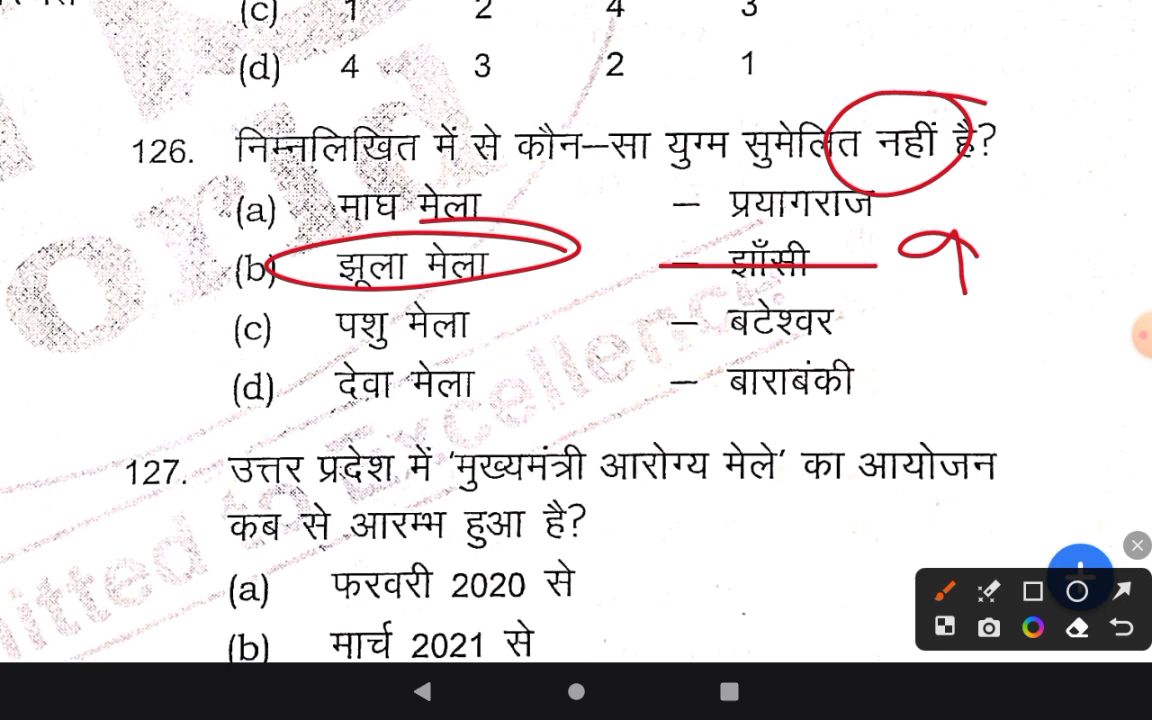 (c) 1 2 4 3
(d) 4 3 2 1
126. निम्नलिखित में से कौन–सा युग्म सुमेलित नहीं है?
(a) माघ मेला – प्रयागराज
(b) झूला मेला – झाँसी
(c) पशु मेला – बटेश्वर
(d) देवा मेला – बाराबंकी
127. उत्तर प्रदेश में ‘मुख्यमंत्री आरोग्य मेले’ का आयोजन
कब से आरम्भ हुआ है?
(a) फरवरी 2020 से
(b) मार्च 2021 से